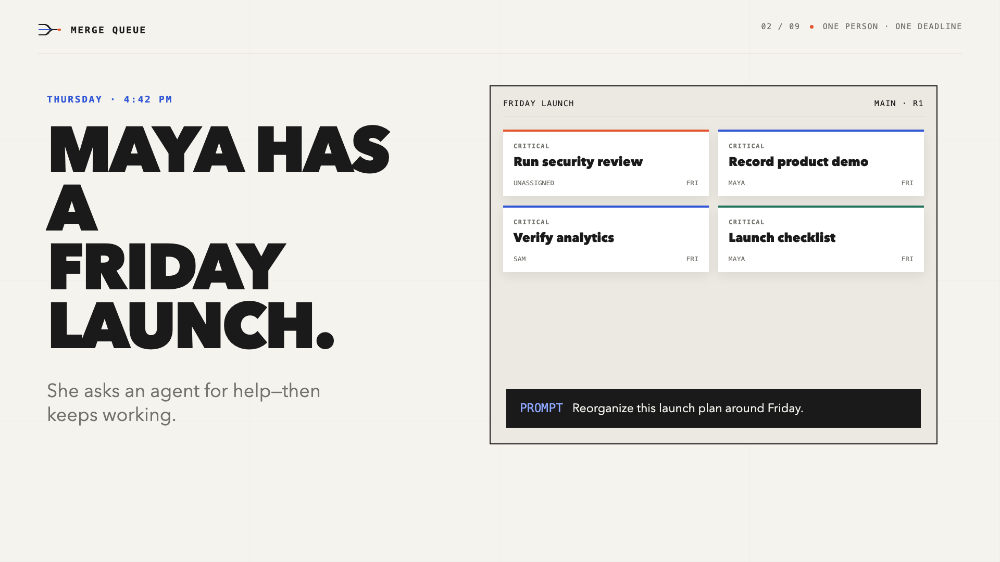 MERGE QUEUE
02 / 09 • ONE PERSON · ONE DEADLINE
THURSDAY · 4:42 PM
MAYA HAS
A
FRIDAY
LAUNCH.
She asks an agent for help—then
keeps working.
FRIDAY LAUNCH
MAIN · R1
CRITICAL
Run security review
UNASSIGNED
FRI
CRITICAL
Record product demo
MAYA
FRI
CRITICAL
Verify analytics
SAM
FRI
CRITICAL
Launch checklist
MAYA
FRI
PROMPT Reorganize this launch plan around Friday.